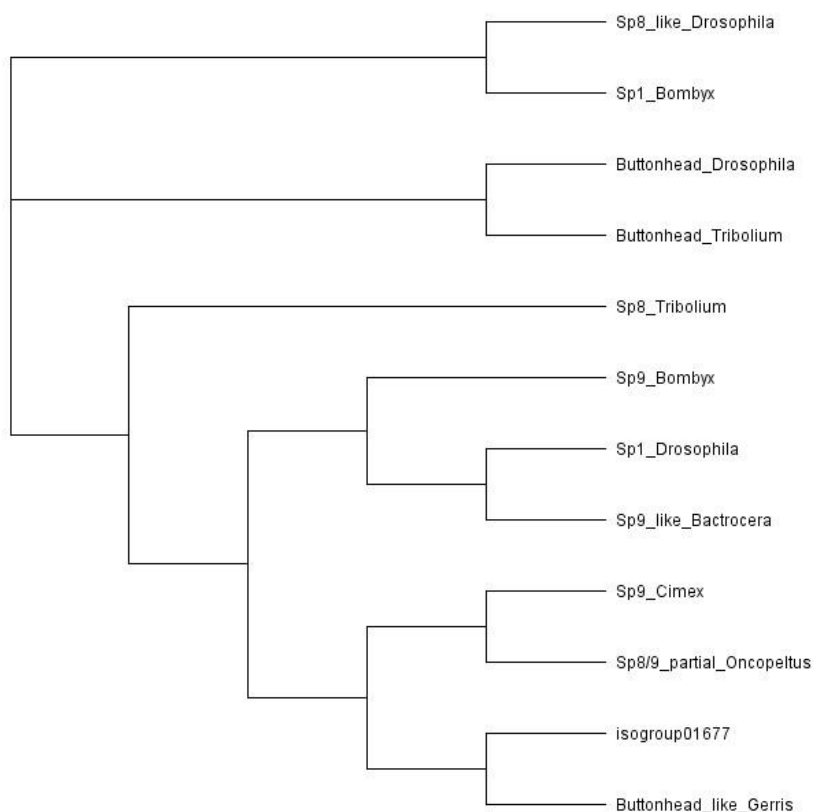 Sp8_like_Drosophila
Sp1_Bombyx
Buttonhead_Drosophila
Buttonhead_Tribolium
Sp8_Tribolium
Sp9_Bombyx
Sp1_Drosophila
Sp9_like_Bactrocera
Sp9_Cimex
Sp8/9_partial_Oncopeltus
isogroup01677
Buttonhead_like_Gerris